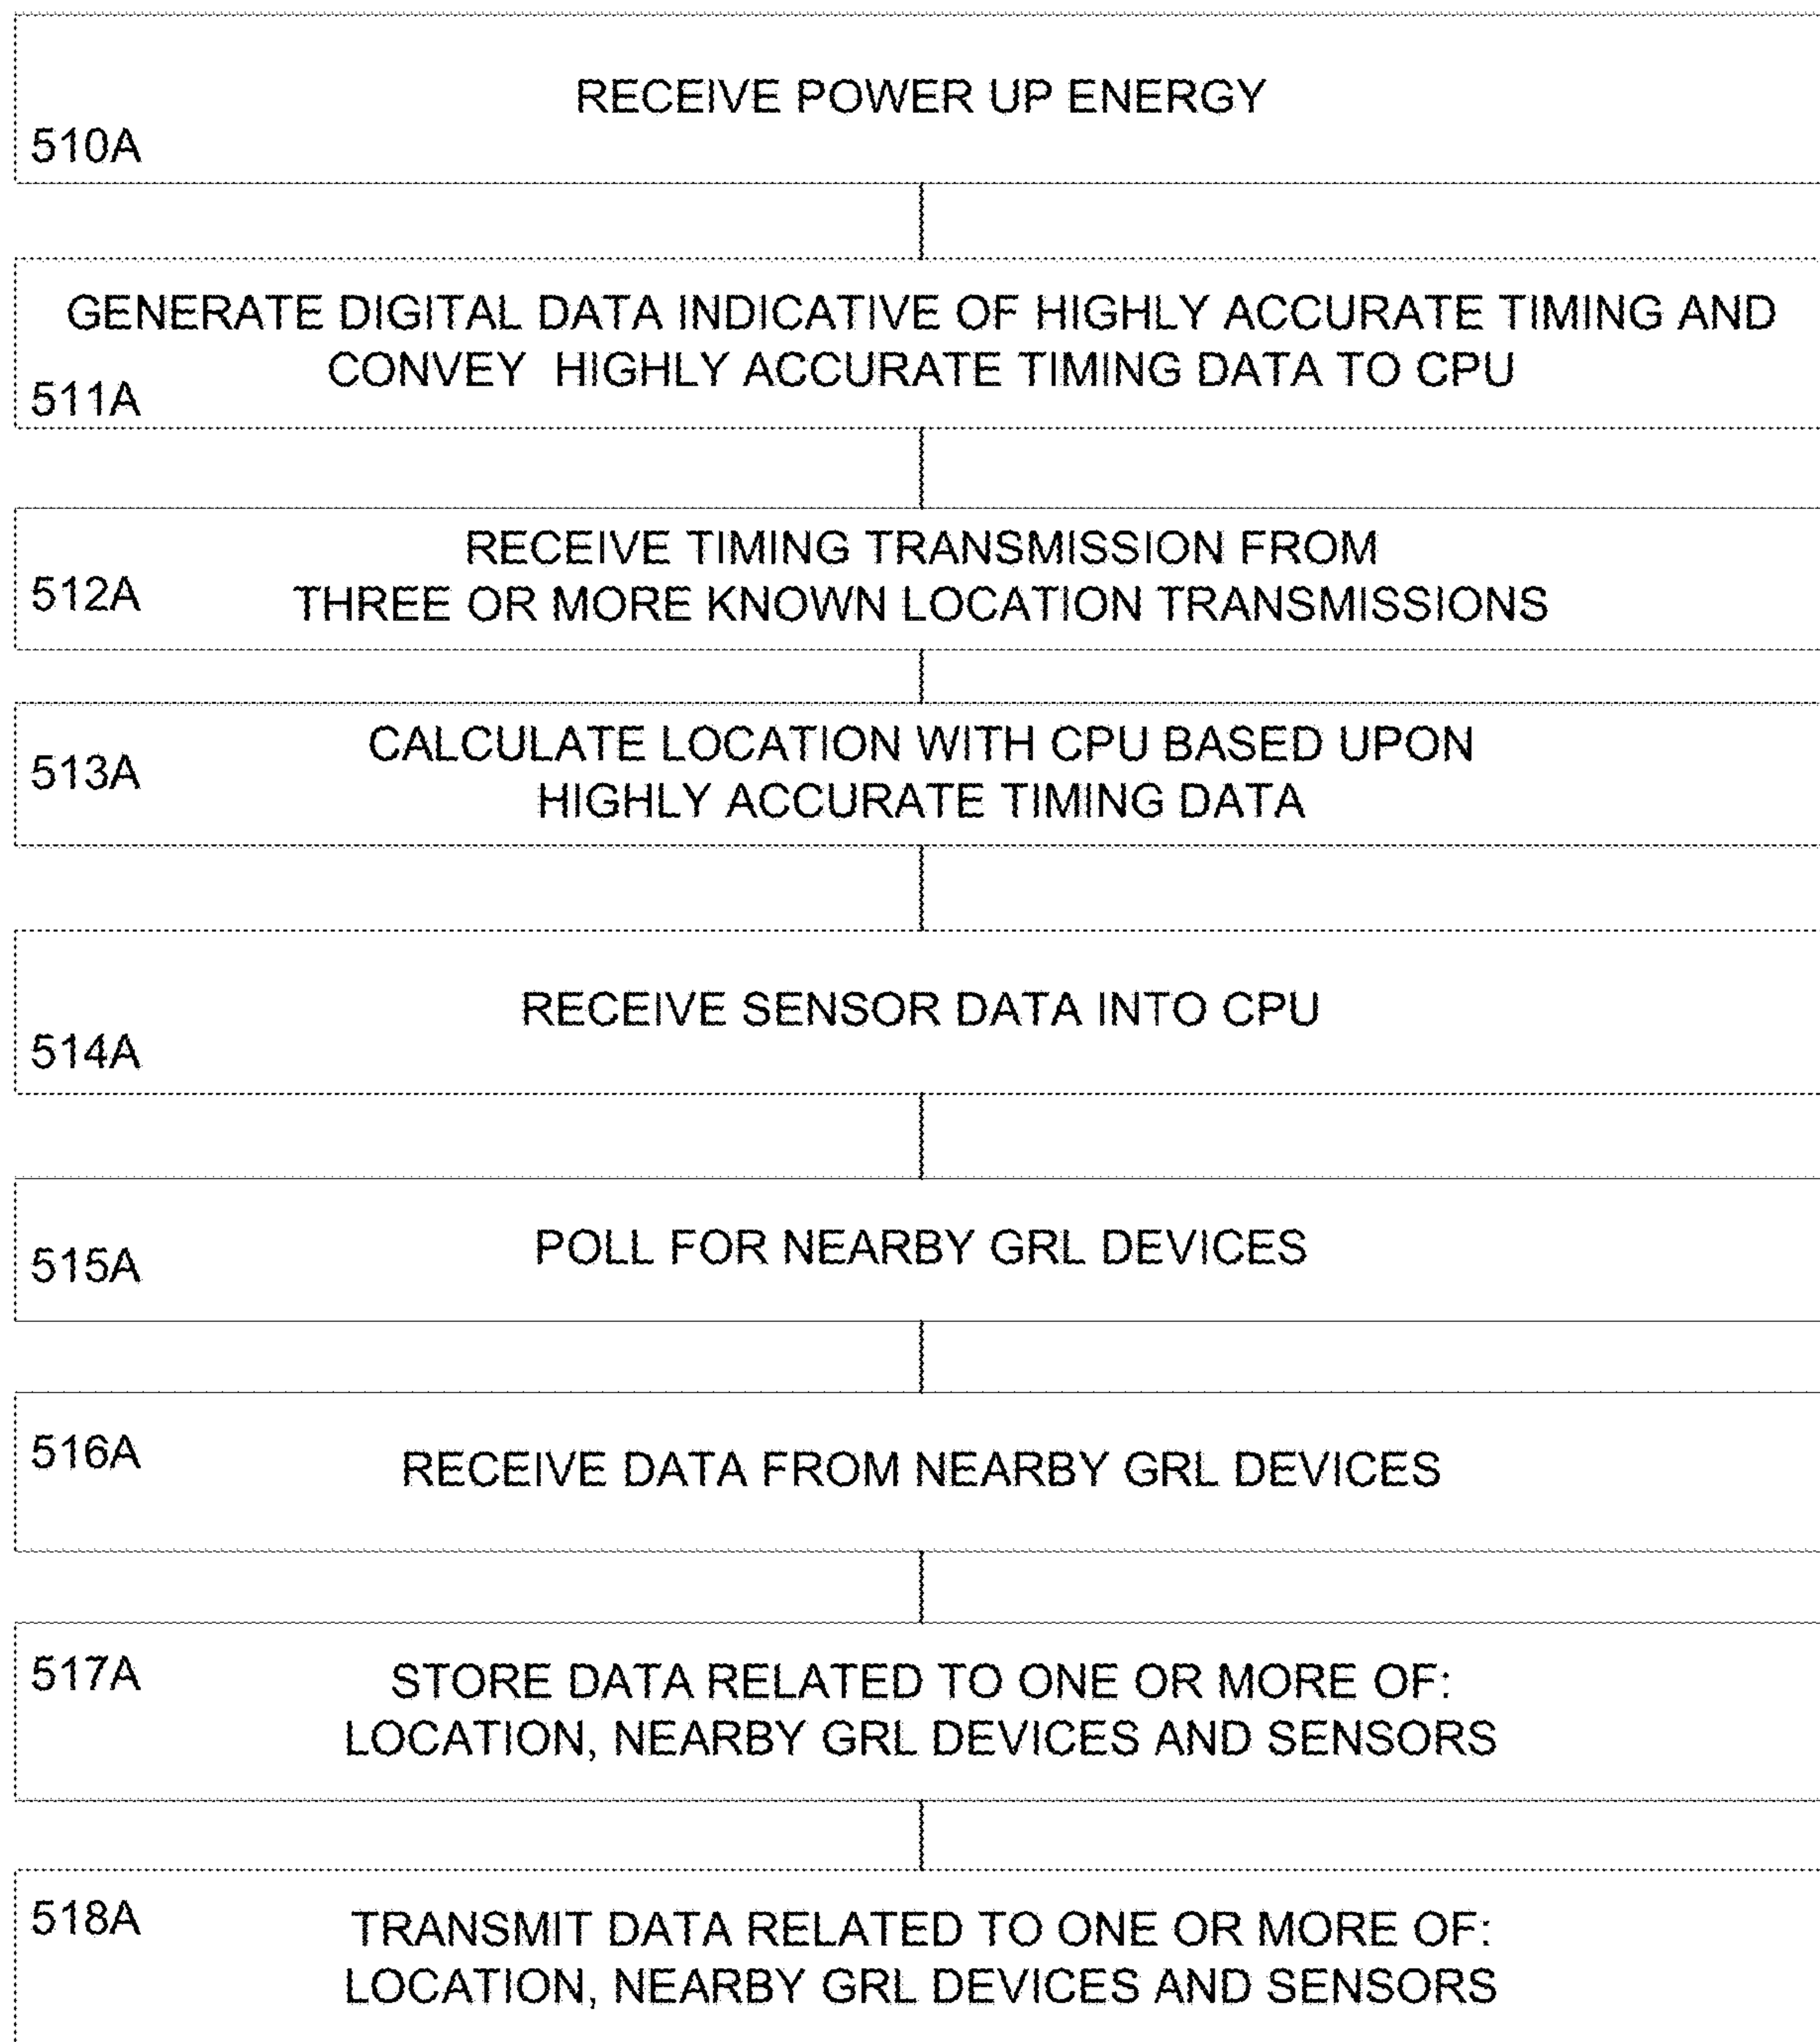 RECEIVE POWER UP ENERGY
510A
GENERATE DIGITAL DATA INDICATIVE OF HIGHLY ACCURATE TIMING AND
CONVEY HIGHLY ACCURATE TIMING DATA TO CPU
511A
RECEIVE TIMING TRANSMISSION FROM
512A
THREE OR MORE KNOWN LOCATION TRANSMISSIONS
CALCULATE LOCATION WITH CPU BASED UPON
513A
HIGHLY ACCURATE TIMING DATA
RECEIVE SENSOR DATA INTO CPU
514A
POLL FOR NEARBY GRL DEVICES
515A
516A
RECEIVE DATA FROM NEARBY GRL DEVICES
517A
STORE DATA RELATED TO ONE OR MORE OF:
LOCATION, NEARBY GRL DEVICES AND SENSORS
518A
TRANSMIT DATA RELATED TO ONE OR MORE OF:
LOCATION, NEARBY GRL DEVICES AND SENSORS